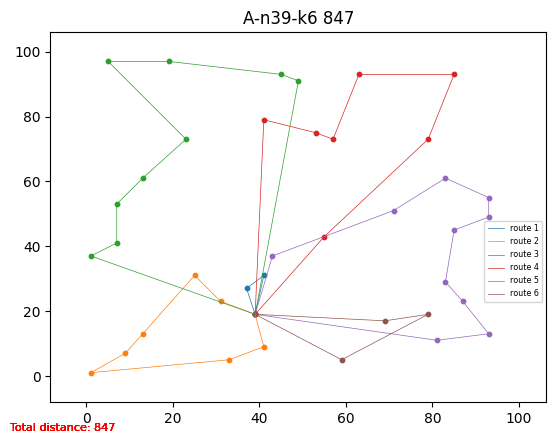 A-n39-k6 847
100
80
60
40
20
0
route 1
route 2
route 3
route 4
route 5
route 6
0 20 40 60 80 100
Total distance: 847